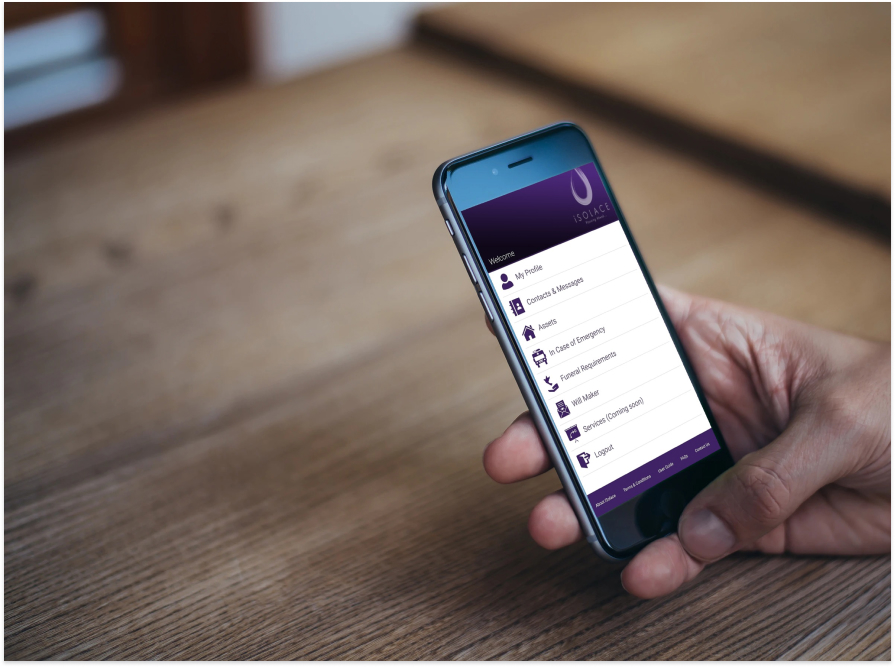 iSOLACE
Welcome
My Profile
Contacts & Messages
Assets
In Case of Emergency
Funeral Requirements
Will Maker
Services (Coming soon)
Logout
About iSolace Terms & Conditions User Guide FAQs Contact Us